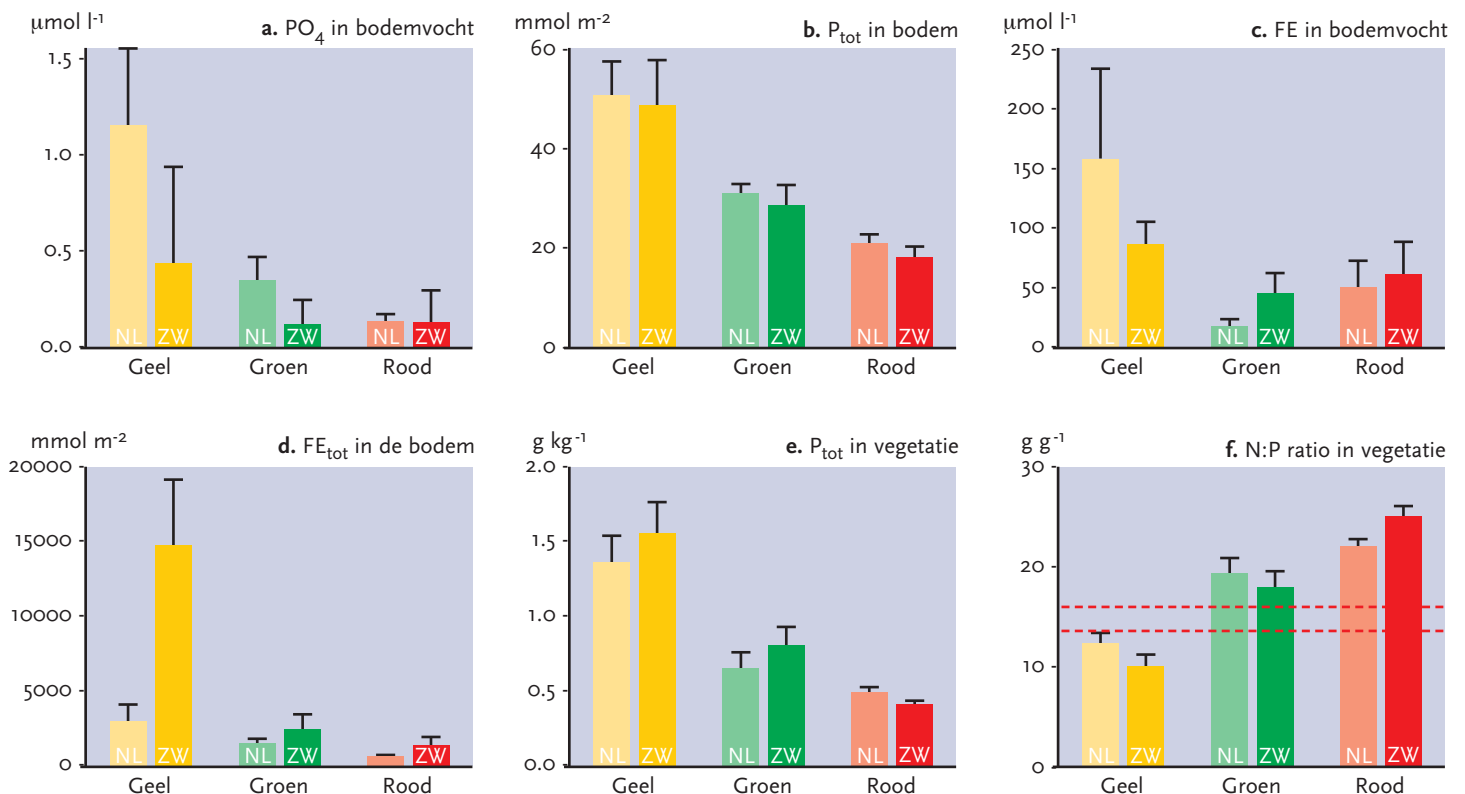 μmol l-1
a. PO4 in bodemvocht
1.5
1.0
0.5
0.0
NL ZW NL ZW NL ZW
Geel Groen Rood
mmol m-2
b. Ptot in bodem
60
40
20
0
NL ZW NL ZW NL ZW
Geel Groen Rood
μmol l-1
c. FE in bodemvocht
250
200
150
100
50
0
NL ZW NL ZW NL ZW
Geel Groen Rood
mmol m-2
d. FEtot in de bodem
20000
15000
10000
5000
0
NL ZW NL ZW NL ZW
Geel Groen Rood
g kg-1
e. Ptot in vegetatie
2.0
1.5
1.0
0.5
0.0
NL ZW NL ZW NL ZW
Geel Groen Rood
g g-1
f. N:P ratio in vegetatie
30
20
10
0
NL ZW NL ZW NL ZW
Geel Groen Rood